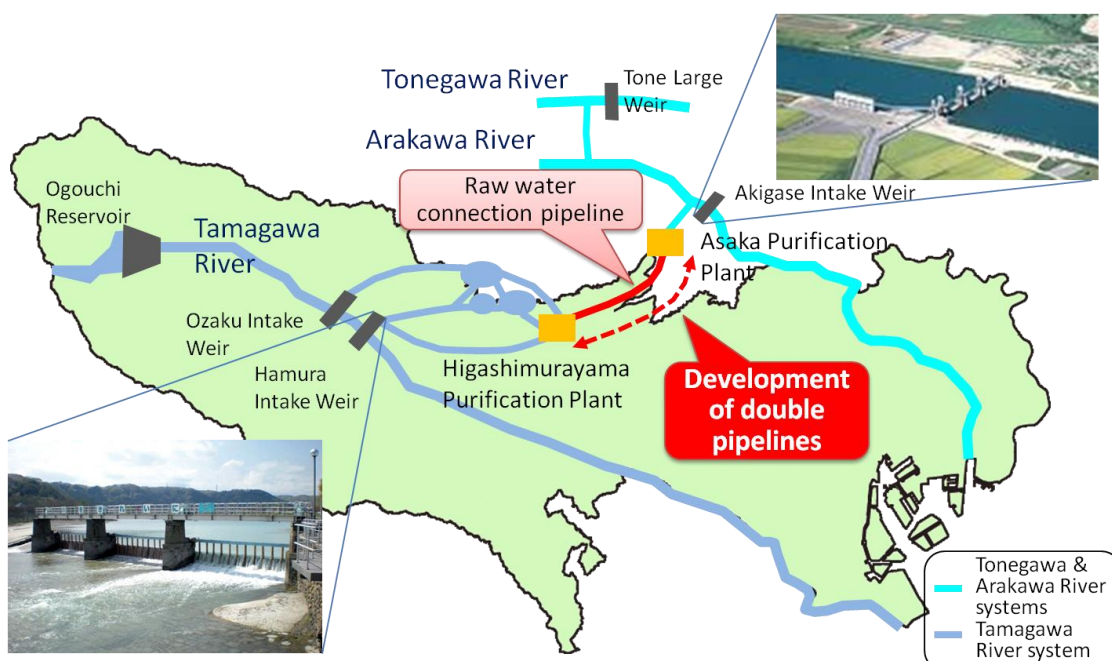 Tonegawa River
Tone Large
Weir
Arakawa River
Raw water
connection pipeline
Akigase Intake Weir
Ogouchi
Reservoir
Tamagawa
River
Asaka Purification
Plant
Ozaku Intake
Weir
Hamura
Intake Weir
Higashimurayama
Purification Plant
Development
of double
pipelines
Tonegawa &
Arakawa River
systems
Tamagawa
River system